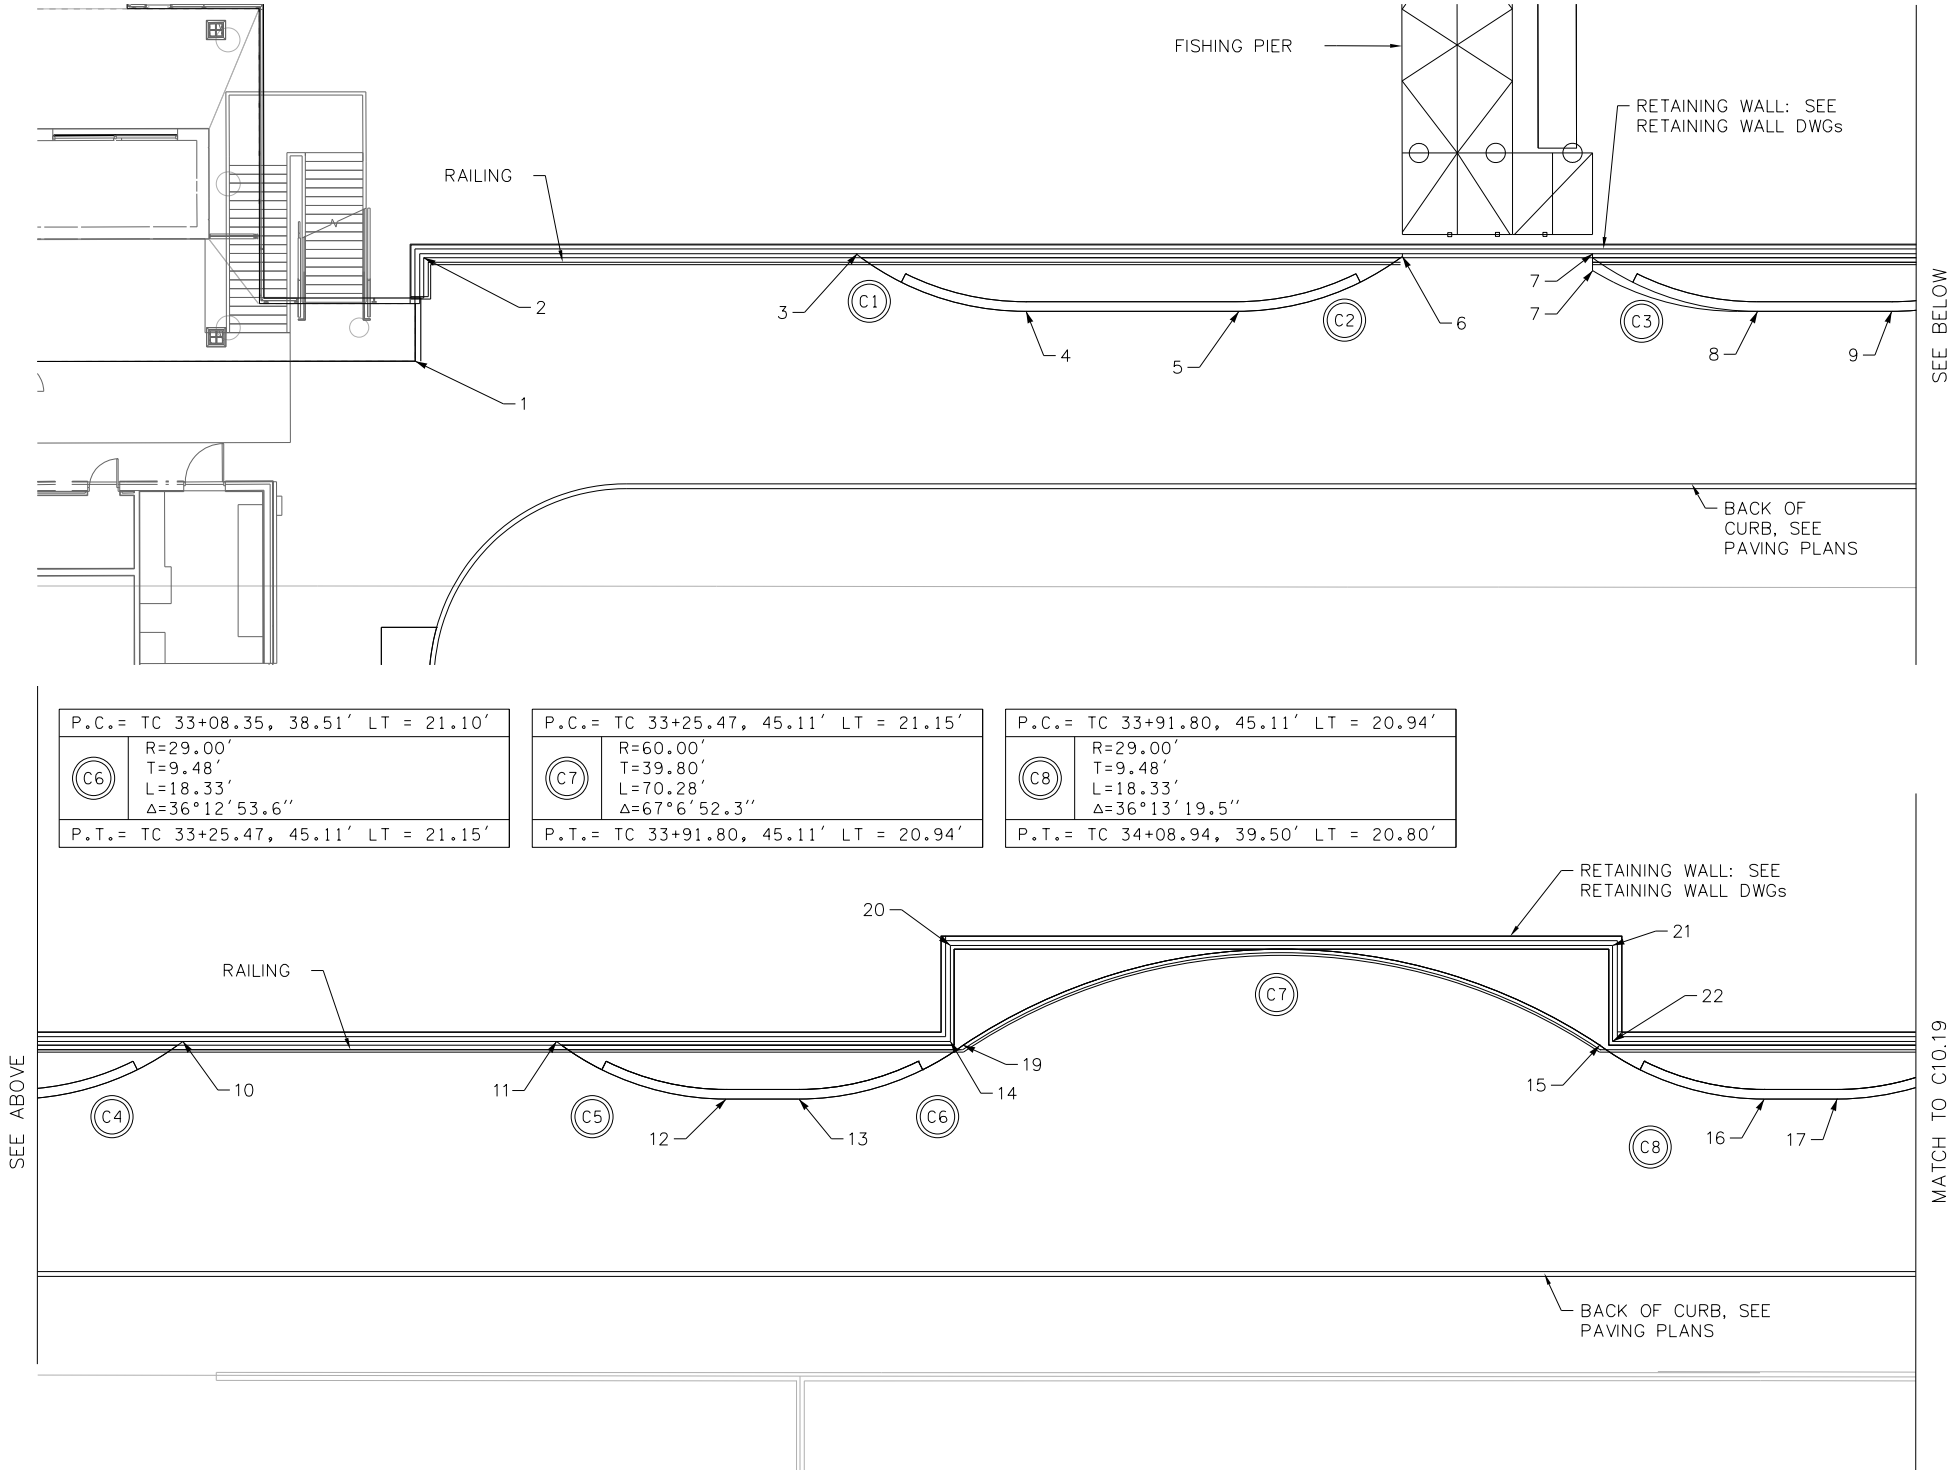 FISHING PIER
RETAINING WALL: SEE
RETAINING WALL DWGs
RAILING
SEE BELOW
2
3
C1
4
5
C2
6
7
7
C3
8
9
1
BACK OF
CURB, SEE
PAVING PLANS
P.C.= TC 33+08.35, 38.51' LT = 21.10'
C6
R=29.00'
T=9.48'
L=18.33'
Δ=36°12'53.6''
P.T.= TC 33+25.47, 45.11' LT = 21.15'
P.C.= TC 33+25.47, 45.11' LT = 21.15'
C7
R=60.00'
T=39.80'
L=70.28'
Δ=67°6'52.3''
P.T.= TC 33+91.80, 45.11' LT = 20.94'
P.C.= TC 33+91.80, 45.11' LT = 20.94'
C8
R=29.00'
T=9.48'
L=18.33'
Δ=36°13'19.5''
P.T.= TC 34+08.94, 39.50' LT = 20.80'
RETAINING WALL: SEE
RETAINING WALL DWGs
20
21
RAILING
C7
22
SEE ABOVE
10
C4
11
C5
12
13
C6
14
19
15
16
17
C8
MATCH TO C10.19
BACK OF CURB, SEE
PAVING PLANS